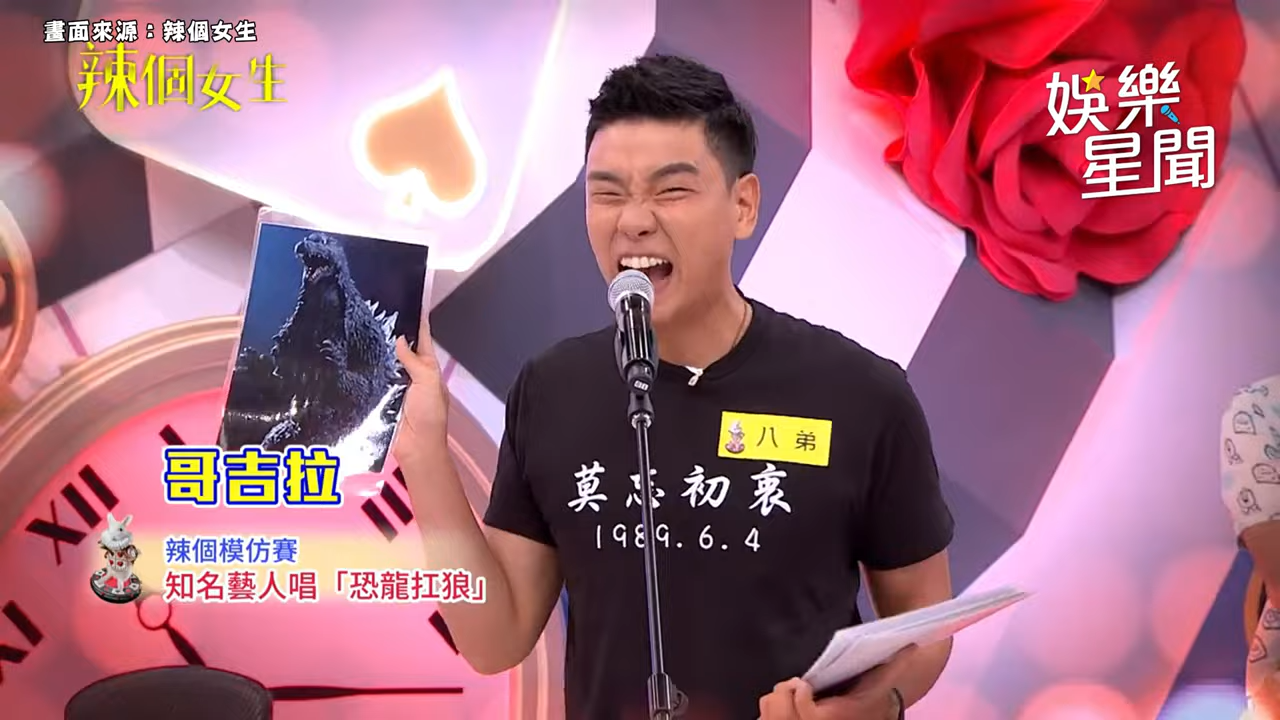 畫面來源：辣個女生
辣個女生
娛樂
星聞
八弟
莫忘初衷
1989.6.4
哥吉拉
辣個模仿賽
知名藝人唱「恐龍扛狼」
XII
XI